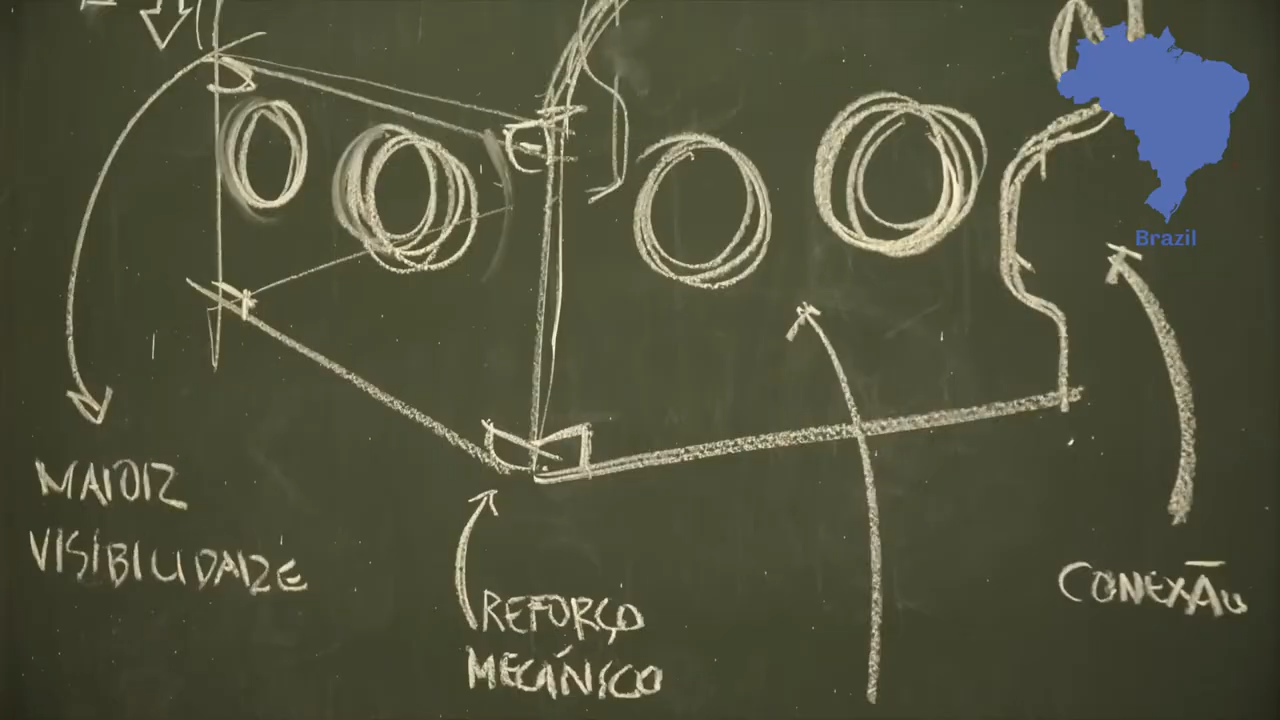 Brazil
MAIOR
VISIBILIDADE
REFORÇO
MECÂNICO
CONEXÃO